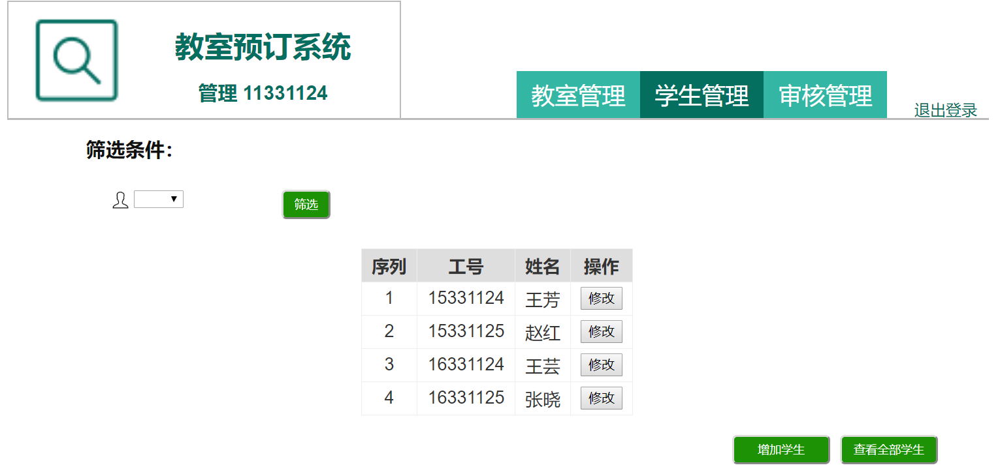 教室预订系统
管理 11331124
教室管理 学生管理 审核管理 退出登录
筛选条件：
筛选
序列 工号 姓名 操作
1 15331124 王芳 修改
2 15331125 赵红 修改
3 16331124 王芸 修改
4 16331125 张晓 修改
增加学生 查看全部学生